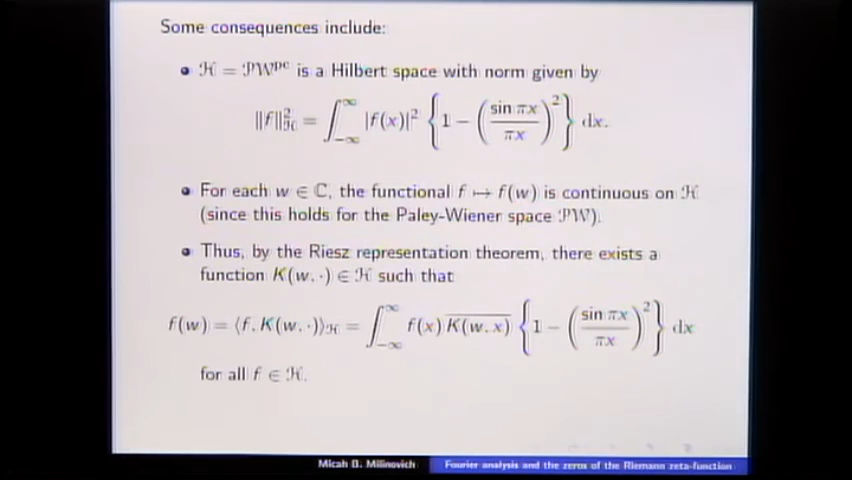 Some consequences include:
• ℋ = 𝒫𝒲ᵖᶜ is a Hilbert space with norm given by
‖f‖²_ℋ = ∫_{−∞}^{∞} |f(x)|² {1 − (sin πx / πx)²} dx.
• For each w ∈ ℂ, the functional f ↦ f(w) is continuous on ℋ
(since this holds for the Paley-Wiener space 𝒫𝒲).
• Thus, by the Riesz representation theorem, there exists a
function K(w, ·) ∈ ℋ such that
f(w) = ⟨f, K(w, ·)⟩_ℋ = ∫_{−∞}^{∞} f(x) \overline{K(w, x)} {1 − (sin πx / πx)²} dx
for all f ∈ ℋ.
Micah B. Milinovich Fourier analysis and the zeros of the Riemann zeta-function